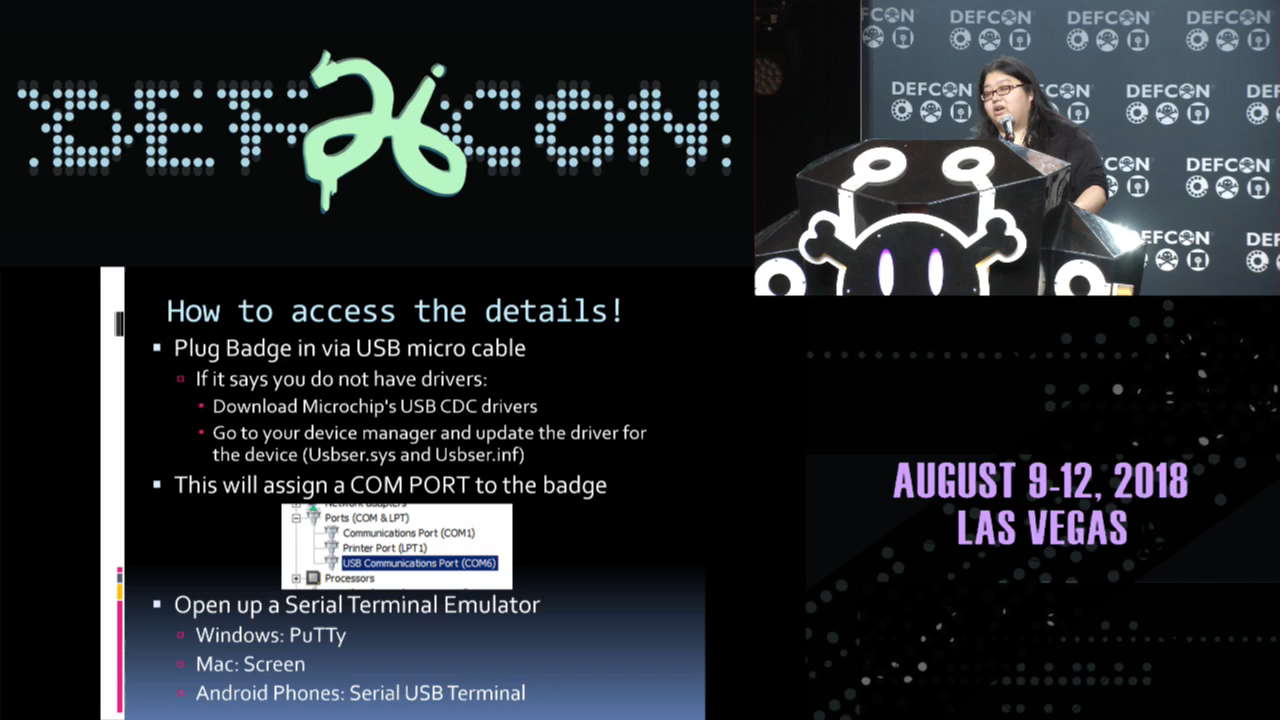 DEF CON
26
DEFCON DEFCON DEFCON DEFCON
DEFCON DEFCON DEFCON
DEFCON
DEFCON
How to access the details!
Plug Badge in via USB micro cable
If it says you do not have drivers:
Download Microchip's USB CDC drivers
Go to your device manager and update the driver for
the device (Usbser.sys and Usbser.inf)
This will assign a COM PORT to the badge
Ports (COM & LPT)
Communications Port (COM1)
Printer Port (LPT1)
USB Communications Port (COM6)
Processors
Open up a Serial Terminal Emulator
Windows: PuTTy
Mac: Screen
Android Phones: Serial USB Terminal
AUGUST 9-12, 2018
LAS VEGAS